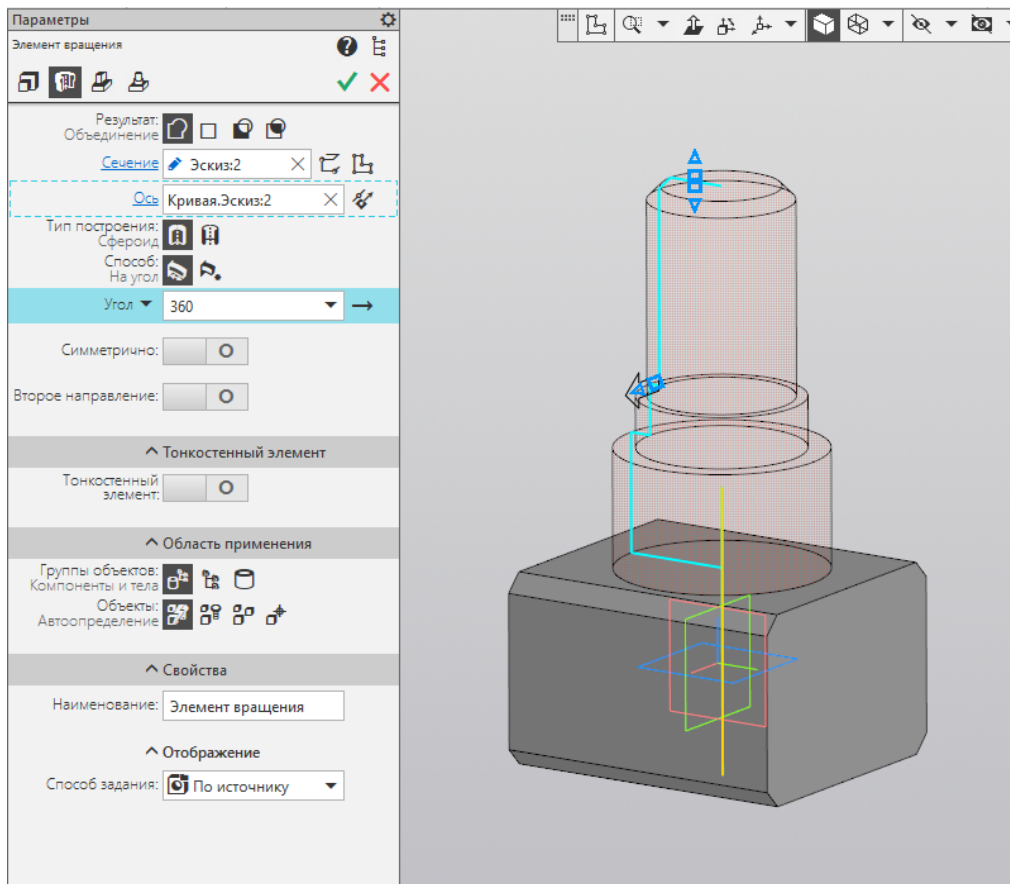 Параметры
Элемент вращения
Результат:
Объединение
Сечение Эскиз:2
Ось Кривая.Эскиз:2
Тип построения:
Сфероид
Способ:
На угол
Угол 360
Симметрично:
Второе направление:
Тонкостенный элемент
Тонкостенный
элемент:
Область применения
Группы объектов:
Компоненты и тела
Объекты:
Автоопределение
Свойства
Наименование: Элемент вращения
Отображение
Способ задания: По источнику